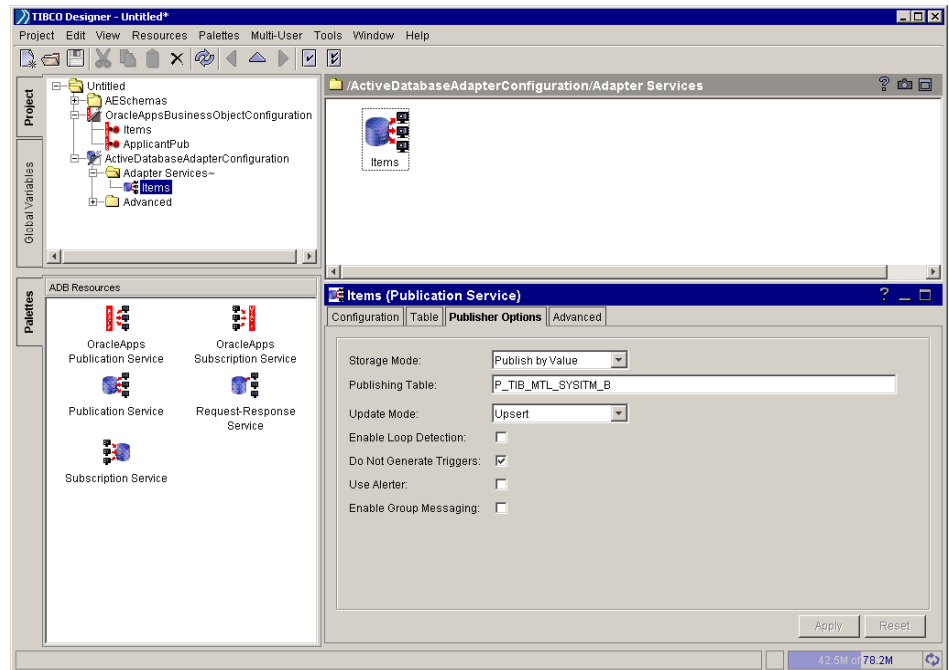 TIBCO Designer - Untitled*
Project Edit View Resources Palettes Multi-User Tools Window Help
Project
Global Variables
Untitled
AESchemas
OracleAppsBusinessObjectConfiguration
Items
ApplicantPub
ActiveDatabaseAdapterConfiguration
Adapter Services~
Items
Advanced
/ActiveDatabaseAdapterConfiguration/Adapter Services
Items
Palettes
ADB Resources
OracleApps
Publication Service
OracleApps
Subscription Service
Publication Service
Request-Response
Service
Subscription Service
Items (Publication Service)
Configuration Table Publisher Options Advanced
Storage Mode: Publish by Value
Publishing Table: P_TIB_MTL_SYSITM_B
Update Mode: Upsert
Enable Loop Detection:
Do Not Generate Triggers:
Use Alerter:
Enable Group Messaging:
Apply Reset
42.5M of 78.2M